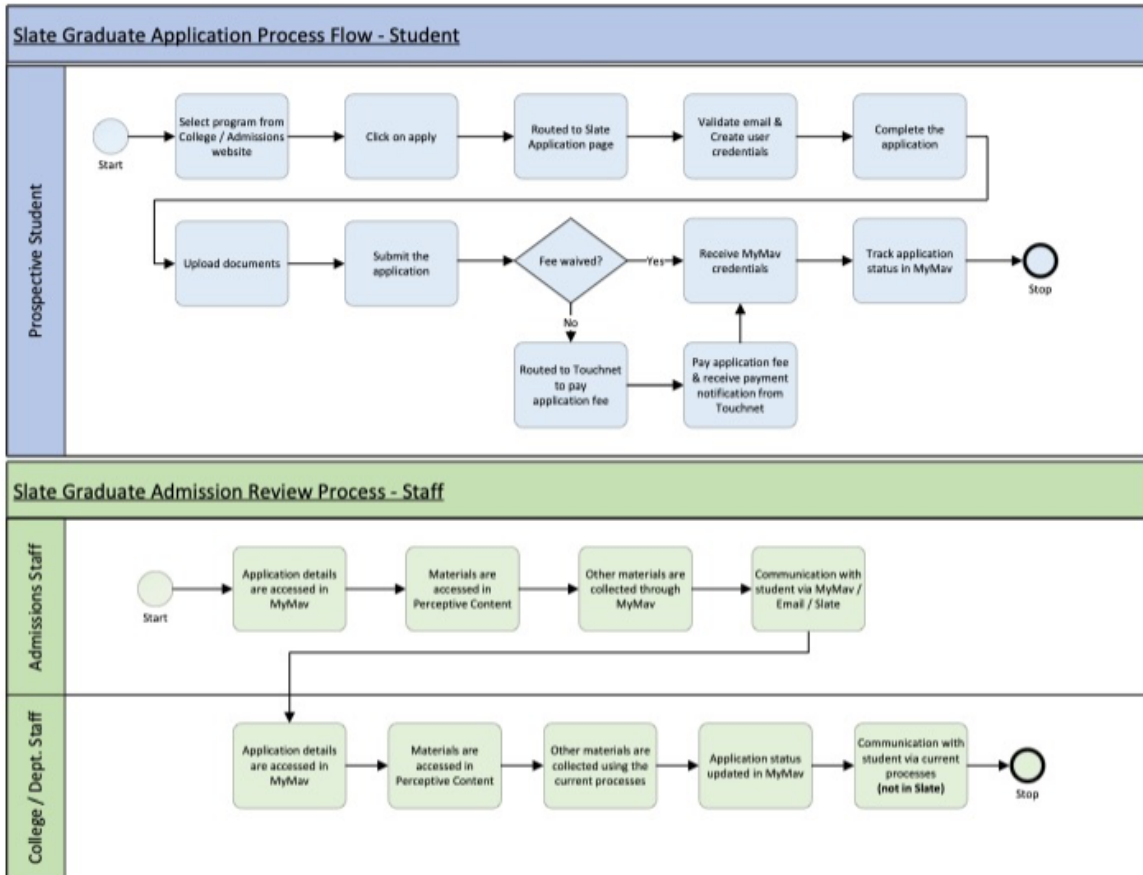 Slate Graduate Application Process Flow - Student
Prospective Student
Start
Select program from
College / Admissions
website
Click on apply
Routed to Slate
Application page
Validate email &
Create user
credentials
Complete the
application
Upload documents
Submit the
application
Fee waived?
Yes
Receive MyMav
credentials
Track application
status in MyMav
Stop
No
Routed to Touchnet
to pay
application fee
Pay application fee
& receive payment
notification from
Touchnet
Slate Graduate Admission Review Process - Staff
Admissions Staff
Start
Application details
are accessed in
MyMav
Materials are
accessed in
Perceptive Content
Other materials are
collected through
MyMav
Communication with
student via MyMav /
Email / Slate
College / Dept. Staff
Application details
are accessed in
MyMav
Materials are
accessed in
Perceptive Content
Other materials are
collected using the
current processes
Application status
updated in MyMav
Communication with
student via current
processes
(not in Slate)
Stop